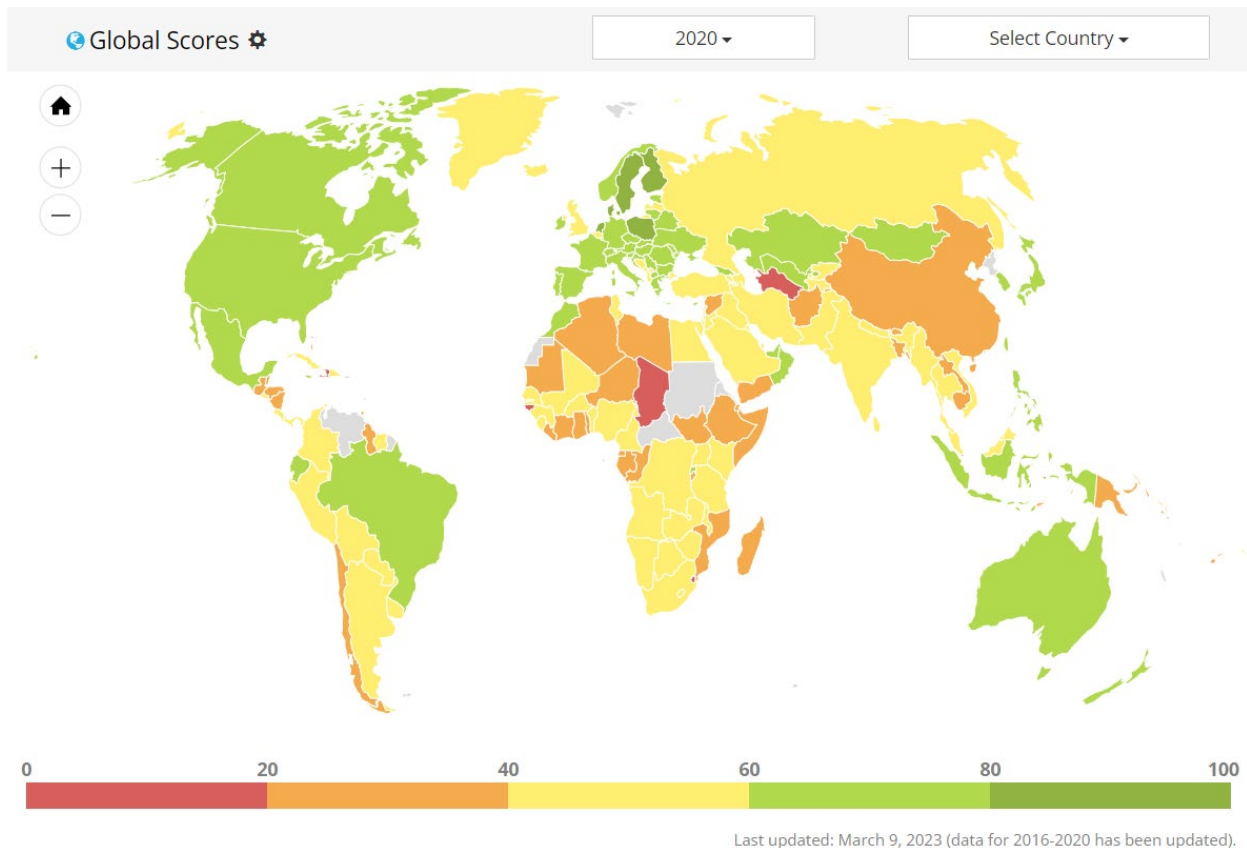 Global Scores
2020
Select Country
0 20 40 60 80 100
Last updated: March 9, 2023 (data for 2016-2020 has been updated).